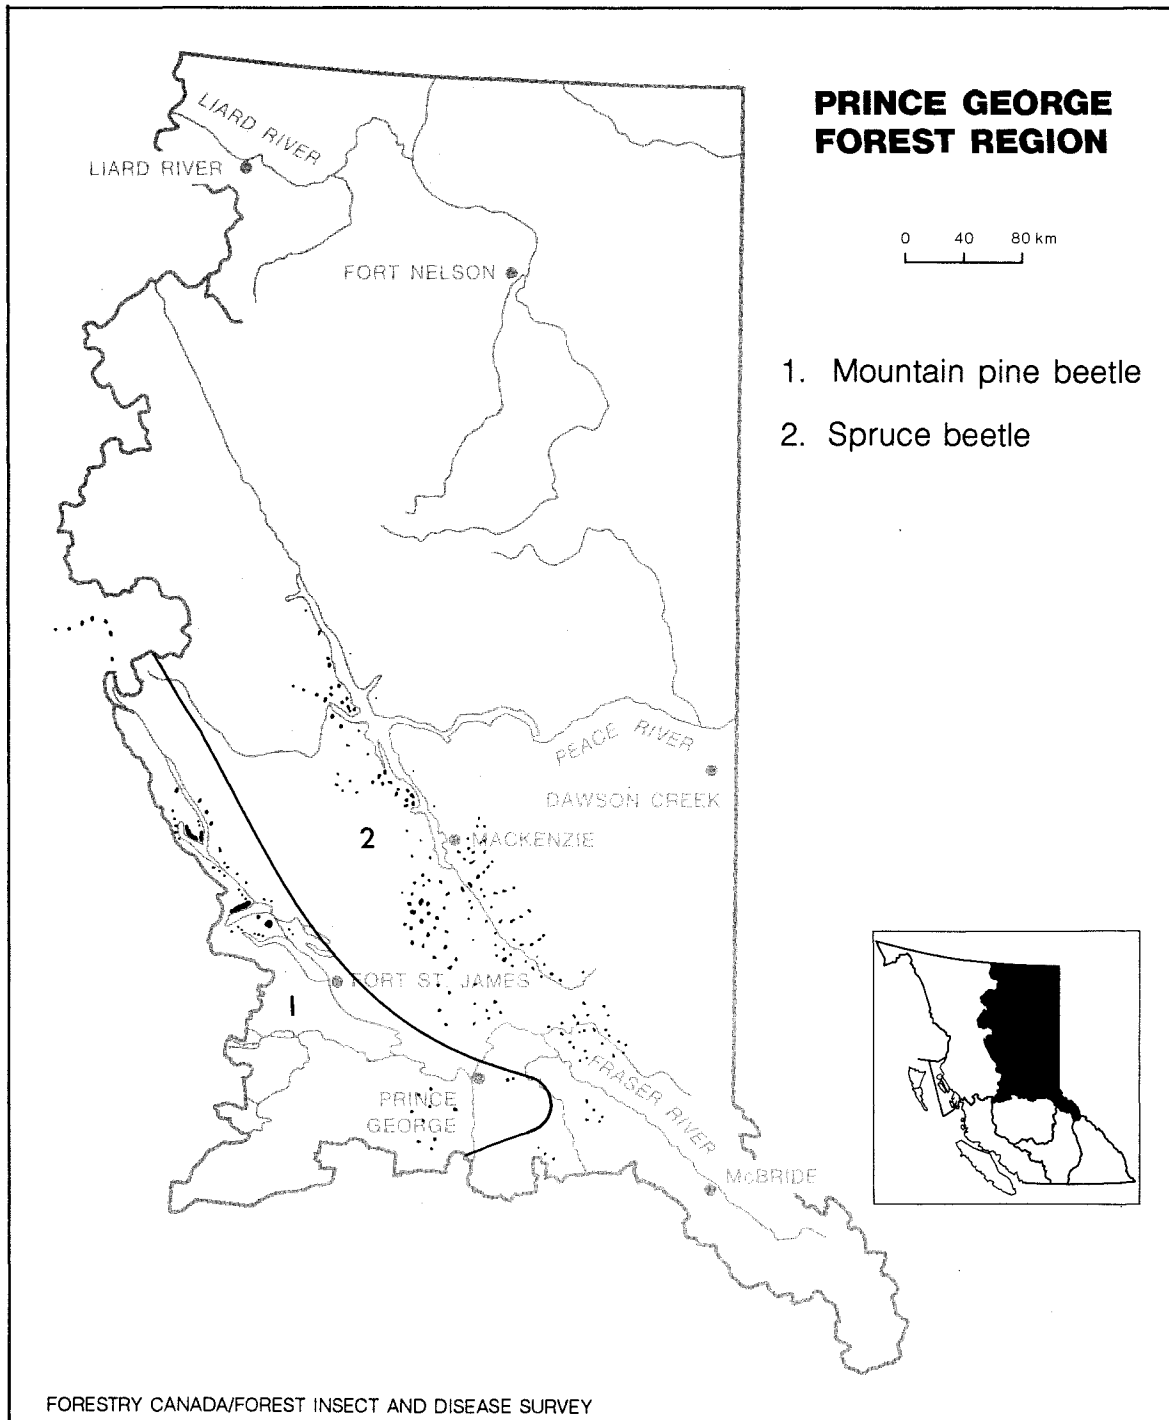 PRINCE GEORGE
FOREST REGION
LIARD RIVER
LIARD RIVER
0 40 80 km
FORT NELSON
1. Mountain pine beetle
2. Spruce beetle
PEACE RIVER
DAWSON CREEK
2
MACKENZIE
FORT ST. JAMES
1
PRINCE
GEORGE
FRASER RIVER
McBRIDE
FORESTRY CANADA/FOREST INSECT AND DISEASE SURVEY